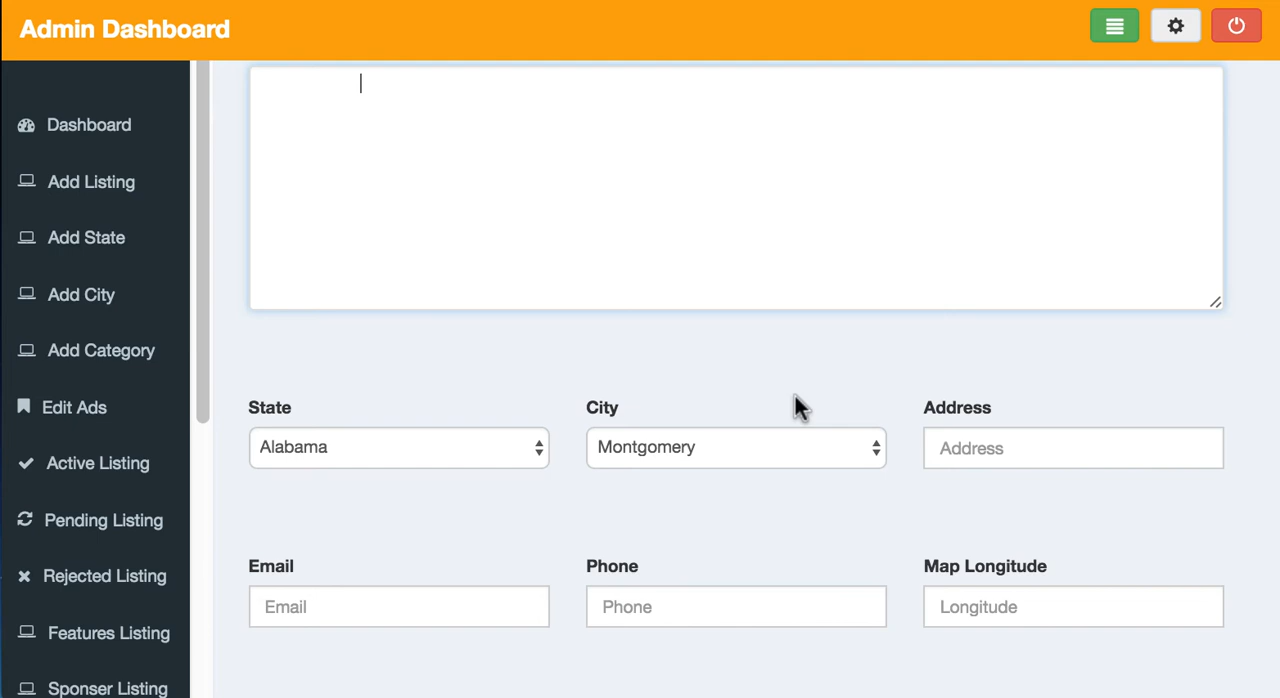 Admin Dashboard
Dashboard
Add Listing
Add State
Add City
Add Category
Edit Ads
Active Listing
Pending Listing
Rejected Listing
Features Listing
Sponser Listing
State
City
Address
Alabama
Montgomery
Address
Email
Phone
Map Longitude
Email
Phone
Longitude